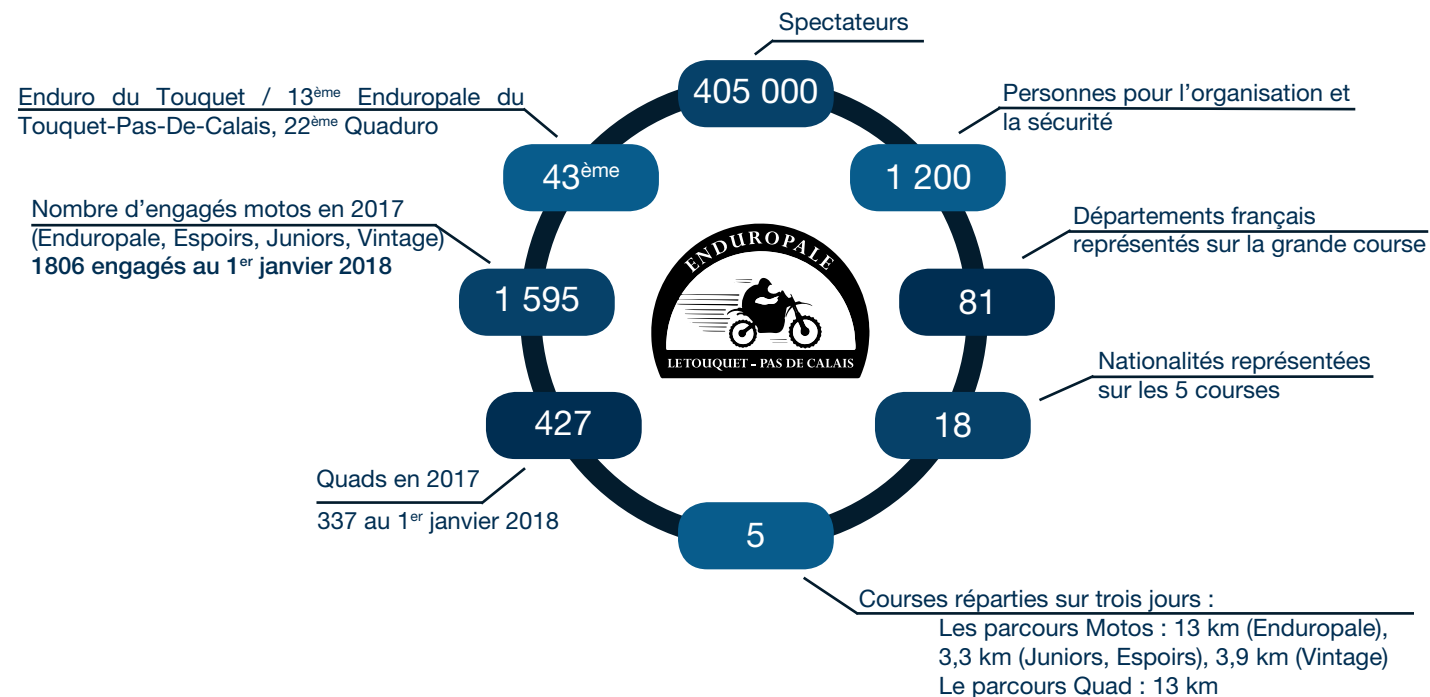 Spectateurs
405 000
Enduro du Touquet / 13ème Enduropale du
Touquet-Pas-De-Calais, 22ème Quaduro
43ème
Personnes pour l'organisation et
la sécurité
1 200
Nombre d'engagés motos en 2017
(Enduropale, Espoirs, Juniors, Vintage)
1806 engagés au 1er janvier 2018
1 595
Départements français
représentés sur la grande course
81
ENDUROPALE
LE TOUQUET - PAS DE CALAIS
Nationalités représentées
sur les 5 courses
18
427
Quads en 2017
337 au 1er janvier 2018
5
Courses réparties sur trois jours :
Les parcours Motos : 13 km (Enduropale),
3,3 km (Juniors, Espoirs), 3,9 km (Vintage)
Le parcours Quad : 13 km